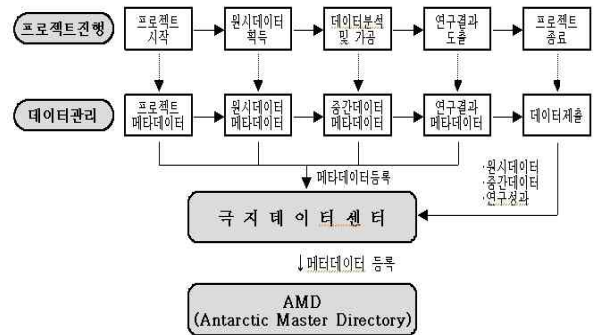 프로젝트진행
프로젝트
시작
원시데이터
획득
데이터분석
및 가공
연구결과
도출
프로젝트
종료
데이터관리
프로젝트
메타데이터
원시데이터
메타데이터
중간데이터
메타데이터
연구결과
메타데이터
데이터제출
메타데이터등록
·원시데이터
·중간데이터
·연구성과
극 지 데 이 터 센 터
↓메터데이터 등록
AMD
(Antarctic Master Directory)